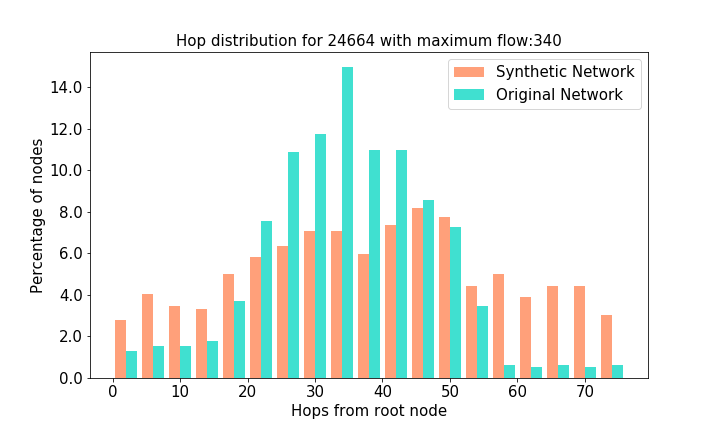 Hop distribution for 24664 with maximum flow:340
Synthetic Network
Original Network
Percentage of nodes
14.0
12.0
10.0
8.0
6.0
4.0
2.0
0.0
0 10 20 30 40 50 60 70
Hops from root node